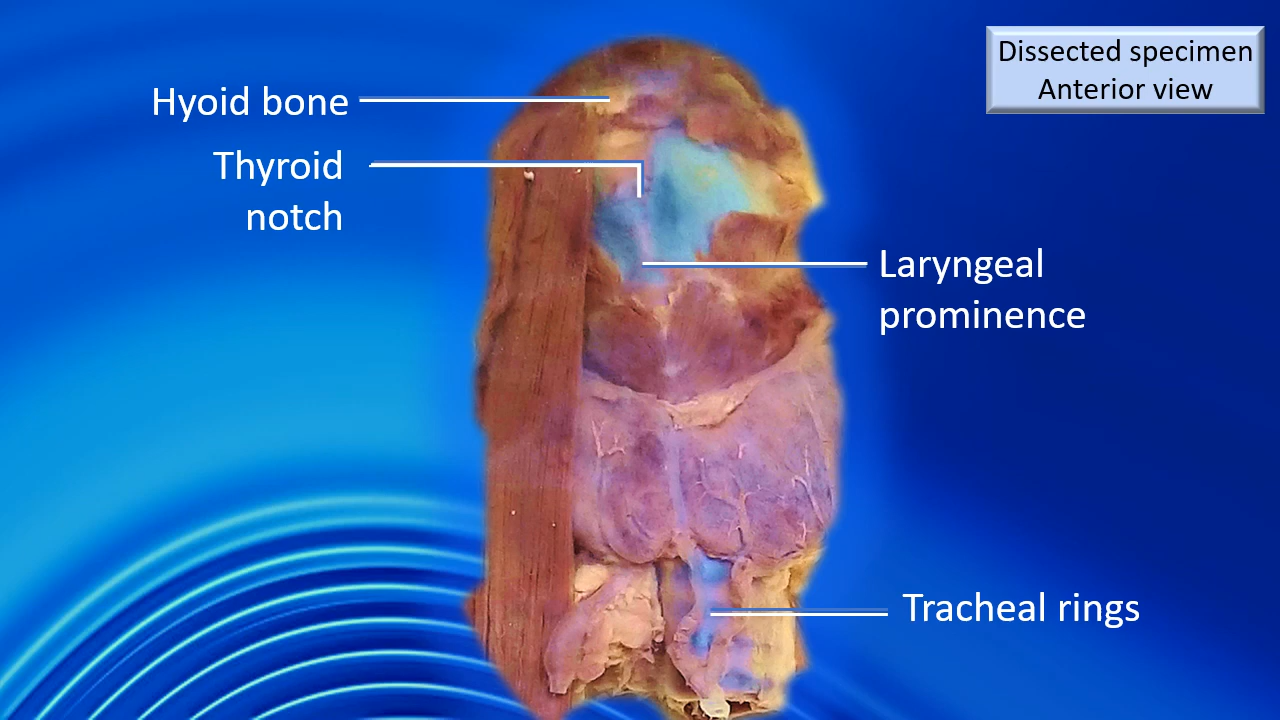 Dissected specimen
Anterior view
Hyoid bone
Thyroid
notch
Laryngeal
prominence
Tracheal rings